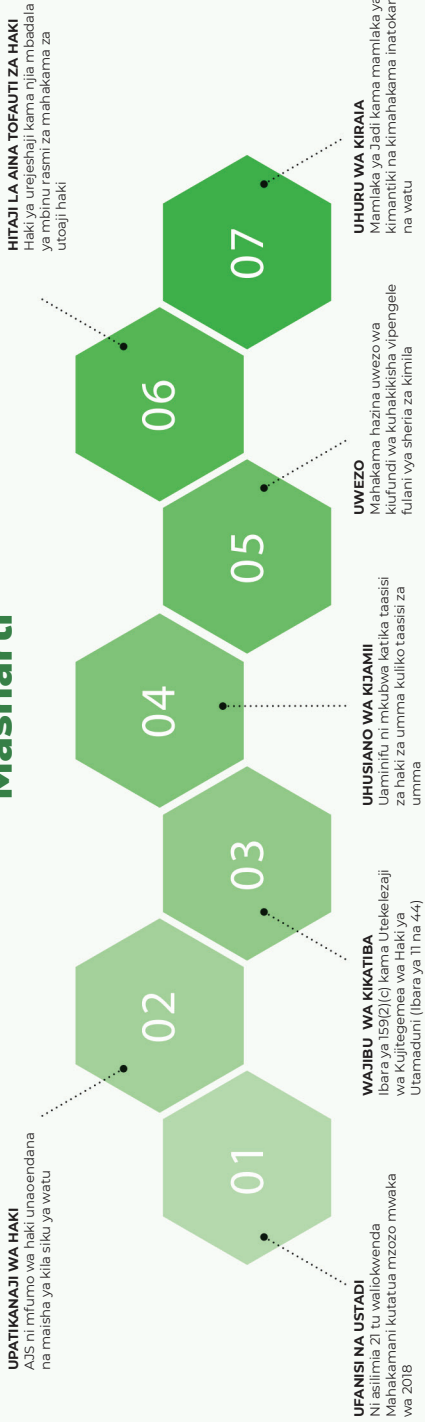 Masharti
01
UFANISI NA USTADI
Ni asilimia 21 tu waliokwenda
Mahakamani kutatua mzozo mwaka
wa 2018
02
UPATIKANAJI WA HAKI
AJS ni mfumo wa haki unaoendana
na maisha ya kila siku ya watu
03
WAJIBU WA KIKATIBA
Ibara ya 159(2)(c) kama Utekelezaji
wa Kujitegemea wa Haki ya
Utamaduni (Ibara ya 11 na 44)
04
UHUSIANO WA KIJAMII
Uaminifu ni mkubwa katika taasisi
za haki za umma kuliko taasisi za
umma
05
UWEZO
Mahakama hazina uwezo wa
kiufundi wa kuhakikisha vipengele
fulani vya sheria za kimila
06
HITAJI LA AINA TOFAUTI ZA HAKI
Haki ya urejeshaji kama njia mbadala
ya mbinu rasmi za mahakama za
utoaji haki
07
UHURU WA KIRAIA
Mamlaka ya Jadi kama mamlaka ya
kimantiki na kimahakama
na watu